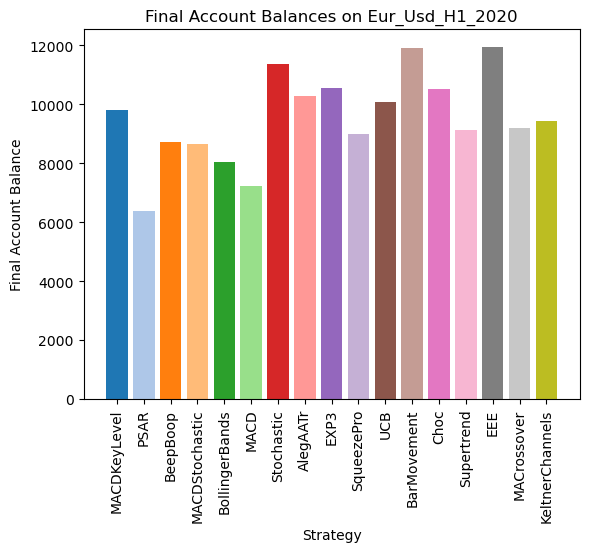 Final Account Balances on Eur_Usd_H1_2020
12000
10000
8000
6000
4000
2000
0
Final Account Balance
MACDKeyLevel
PSAR
BeepBoop
MACDStochastic
BollingerBands
MACD
Stochastic
AlegAATr
EXP3
SqueezePro
UCB
BarMovement
Choc
Supertrend
EEE
MACrossover
KeltnerChannels
Strategy